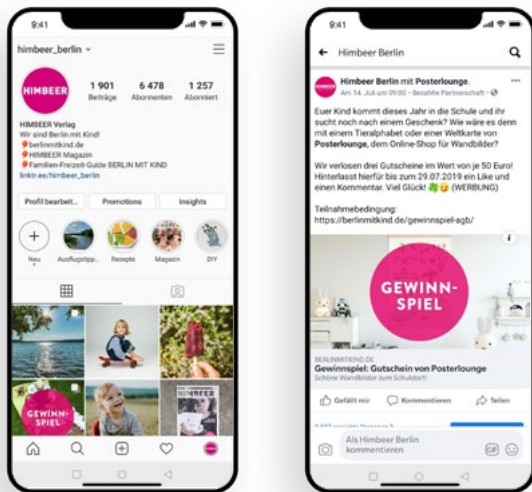 9:41
himbeer_berlin
HIMBEER
1 901
6 478
1 257
Beiträge
Abonnenten
Abonniert
HIMBEER Verlag
Wir sind Berlin mit Kind!
berlinmitkind.de
HIMBEER Magazin
Familien-Freizeit-Guide BERLIN MIT KIND
linktr.ee/himbeer_berlin
Profil bearbeit...
Promotions
Insights
Neu
Ausflugstipp...
Rezepte
Magazin
DIY
GEWINN-
SPIEL
HIMBEER
9:41
Himbeer Berlin
HIMBEER
Himbeer Berlin mit Posterlounge.
Am 14. Juli um 09:00 · Bezahlte Partnerschaft ·
Euer Kind kommt dieses Jahr in die Schule und ihr
sucht noch nach einem Geschenk? Wie wäre es denn
mit einem Tieralphabet oder einer Weltkarte von
Posterlounge, dem Online-Shop für Wandbilder?
Wir verlosen drei Gutscheine im Wert von je 50 Euro!
Hinterlasst hierfür bis zum 29.07.2019 ein Like und
einen Kommentar. Viel Glück! 🍀😀 (WERBUNG)
Teilnahmebedingung:
https://berlinmitkind.de/gewinnspiel-agb/
GEWINN-
SPIEL
BERLINMITKIND.DE
Gewinnspiel: Gutschein von Posterlounge
Schöne Wandbilder zum Schulstart!
Gefällt mir
Kommentieren
Teilen
Als Himbeer Berlin
kommentieren
GIF